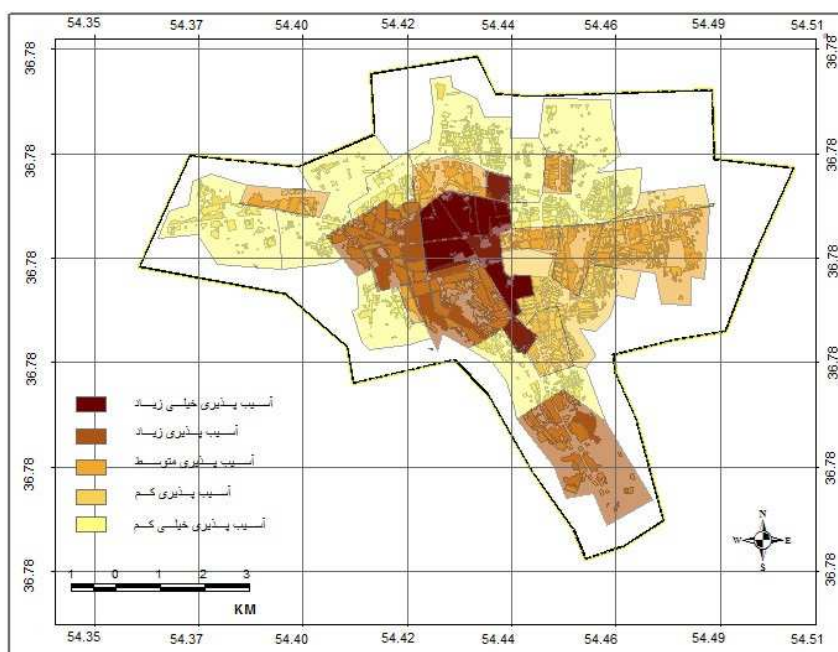 54.35 54.37 54.40 54.42 54.44 54.46 54.49 54.51
36.78 36.78
36.78 36.78
36.78 36.78
36.78 36.78
36.78 36.78
36.78 36.78
آسیب پذیری خیلی زیاد
آسیب پذیری زیاد
آسیب پذیری متوسط
آسیب پذیری کم
آسیب پذیری خیلی کم
N
W E
S
1 0 1 2 3
KM
54.35 54.37 54.40 54.42 54.44 54.46 54.49 54.51